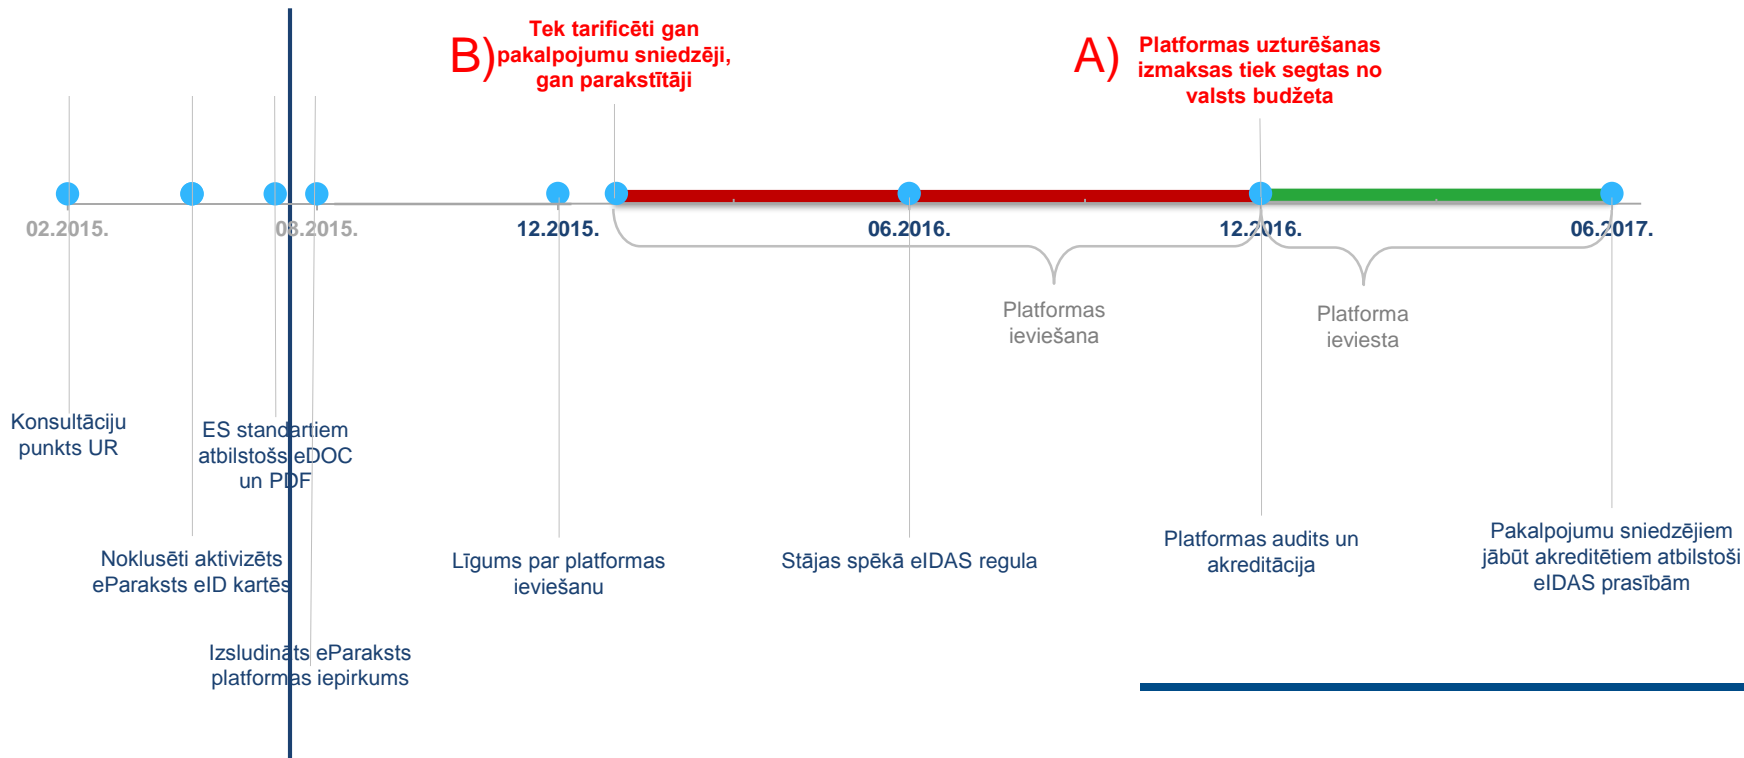 B)
Tek tarificēti gan
pakalpojumu sniedzēji,
gan parakstītāji
A)
Platformas uzturēšanas
izmaksas tiek segtas no
valsts budžeta
02.2015.
08.2015.
12.2015.
06.2016.
12.2016.
06.2017.
Platformas
ieviešana
Platforma
ieviesta
Konsultāciju
punkts UR
ES standartiem
atbilstošs eDOC
un PDF
Noklusēti aktivizēts
eParaksts eID kartēs
Līgums par platformas
ieviešanu
Stājas spēkā eIDAS regula
Platformas audits un
akreditācija
Pakalpojumu sniedzējiem
jābūt akreditētiem atbilstoši
eIDAS prasībām
Izsludināts eParaksts
platformas iepirkums